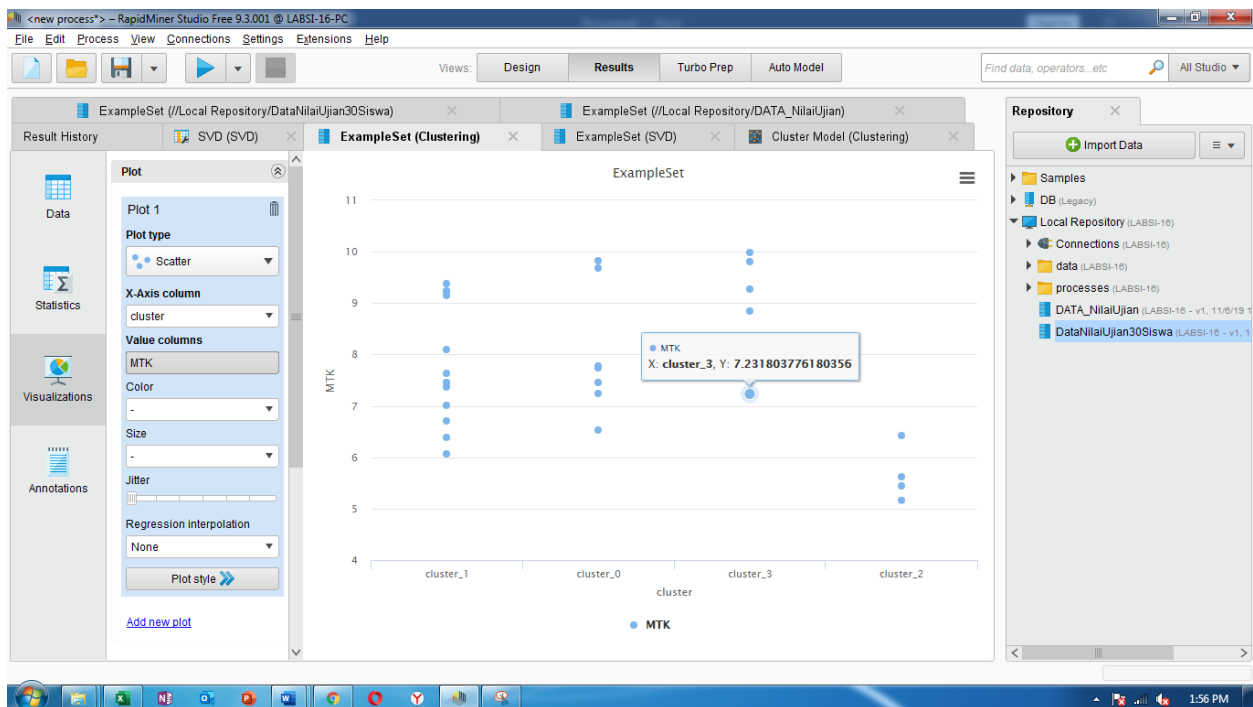 <new process*> – RapidMiner Studio Free 9.3.001 @ LABSI-16-PC
File Edit Process View Connections Settings Extensions Help
Views: Design Results Turbo Prep Auto Model
Find data, operators...etc
All Studio
ExampleSet (//Local Repository/DataNilaiUjian30Siswa)
ExampleSet (//Local Repository/DATA_NilaiUjian)
Result History
SVD (SVD)
ExampleSet (Clustering)
ExampleSet (SVD)
Cluster Model (Clustering)
Data
Statistics
Visualizations
Annotations
Plot
Plot 1
Plot type
Scatter
X-Axis column
cluster
Value columns
MTK
Color
-
Size
-
Jitter
Regression interpolation
None
Plot style
Add new plot
ExampleSet
MTK
11
10
9
8
7
6
5
4
MTK
X: cluster_3, Y: 7.231803776180356
cluster_1 cluster_0 cluster_3 cluster_2
cluster
MTK
Repository
Import Data
Samples
DB (Legacy)
Local Repository (LABSI-16)
Connections (LABSI-16)
data (LABSI-16)
processes (LABSI-16)
DATA_NilaiUjian (LABSI-16 - v1, 11/6/19 1
DataNilaiUjian30Siswa (LABSI-16 - v1, 1
1:56 PM